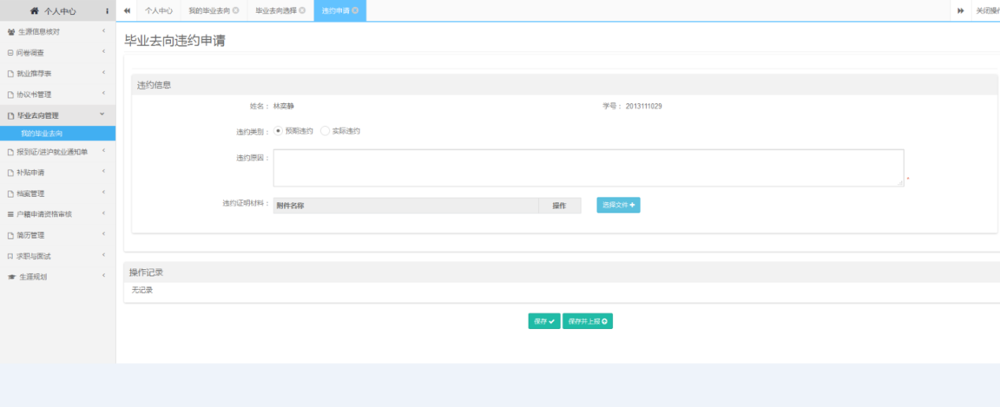 个人中心
个人中心 我的毕业去向 毕业去向选择 违约申请 关闭操作
生源信息核对
问卷调查
就业推荐表
协议书管理
毕业去向管理
我的毕业去向
报到证/进沪就业通知单
补贴申请
档案管理
户籍申请资格审核
简历管理
求职与面试
生涯规划
毕业去向违约申请
违约信息
姓名： 林奕静 学号： 2013111029
违约类别： 预期违约 实际违约
违约原因：
*
违约证明材料： 附件名称 操作 选择文件
操作记录
无记录
保存 保存并上报